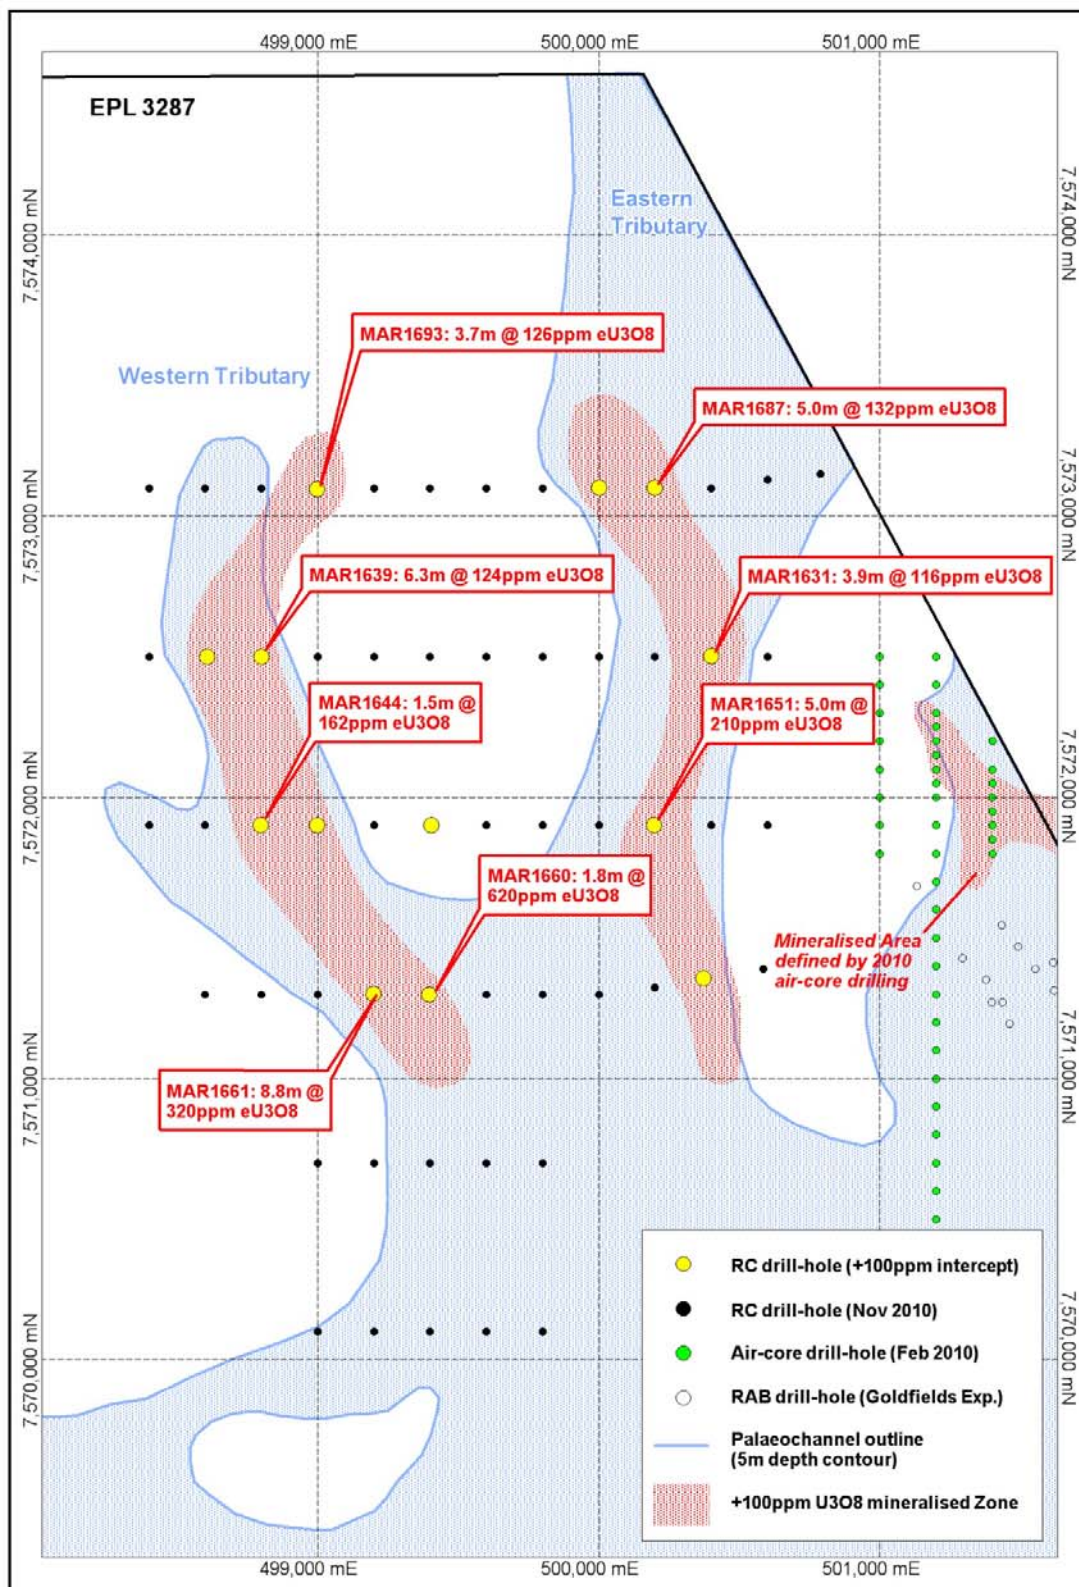 499,000 mE
500,000 mE
501,000 mE
EPL 3287
7,574,000 mN
7,574,000 mN
Eastern
Tributary
MAR1693: 3.7m @ 126ppm eU3O8
Western Tributary
MAR1687: 5.0m @ 132ppm eU3O8
7,573,000 mN
7,573,000 mN
MAR1639: 6.3m @ 124ppm eU3O8
MAR1631: 3.9m @ 116ppm eU3O8
MAR1644: 1.5m @
162ppm eU3O8
MAR1651: 5.0m @
210ppm eU3O8
7,572,000 mN
7,572,000 mN
MAR1660: 1.8m @
620ppm eU3O8
Mineralised Area
defined by 2010
air-core drilling
7,571,000 mN
7,571,000 mN
MAR1661: 8.8m @
320ppm eU3O8
7,570,000 mN
7,570,000 mN
RC drill-hole (+100ppm intercept)
RC drill-hole (Nov 2010)
Air-core drill-hole (Feb 2010)
RAB drill-hole (Goldfields Exp.)
Palaeochannel outline
(5m depth contour)
+100ppm U3O8 mineralised Zone
499,000 mE
500,000 mE
501,000 mE